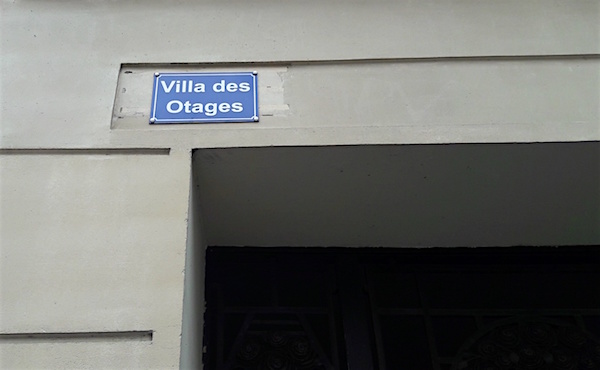 Villa des
Otages